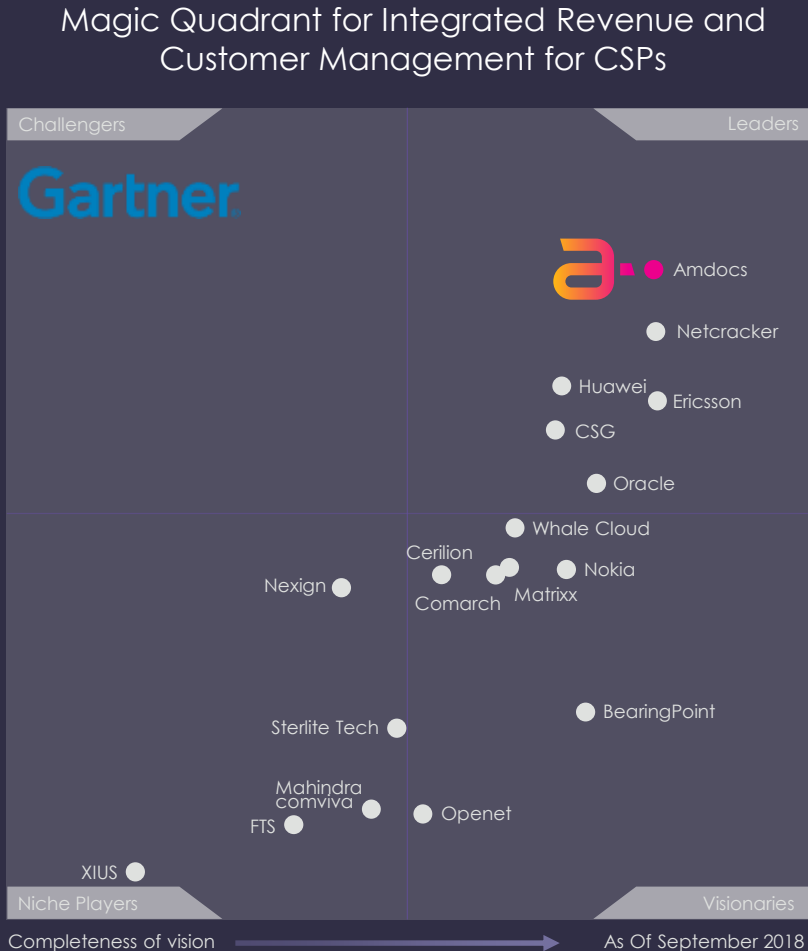 Magic Quadrant for Integrated Revenue and
Customer Management for CSPs
Challengers
Leaders
Gartner
a
Amdocs
Netcracker
Huawei
Ericsson
CSG
Oracle
Whale Cloud
Cerilion
Nokia
Nexign
Matrixx
Comarch
BearingPoint
Sterlite Tech
Mahindra
comviva
Openet
FTS
XIUS
Niche Players
Visionaries
Completeness of vision
As Of September 2018